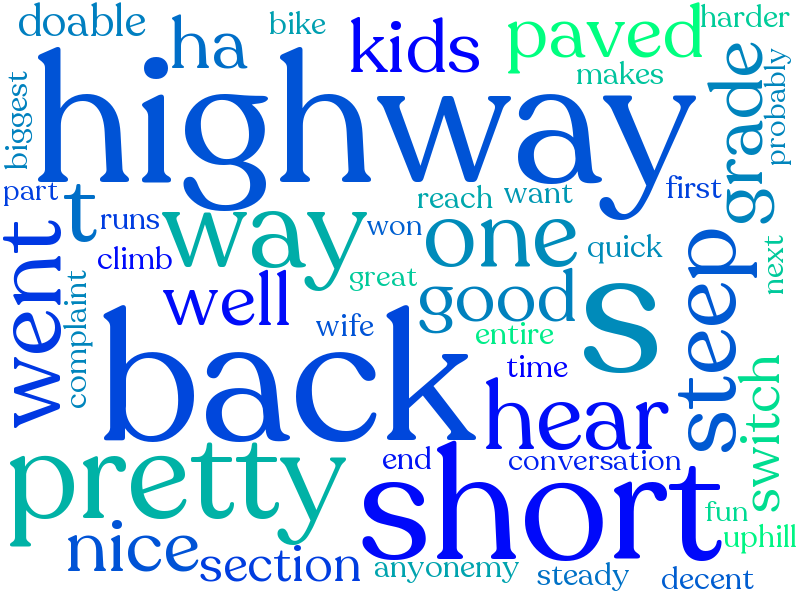 doable
ha
bike
kids
paved
harder
makes
biggest
highway
grade
probably
part
t
runs
way
won
reach
want
first
one
quick
went
climb
well
great
good
s
steep
next
complaint
wife
entire
time
back
hear
switch
pretty
end
conversation
short
fun
uphill
nice
section
anyonemy
steady
decent